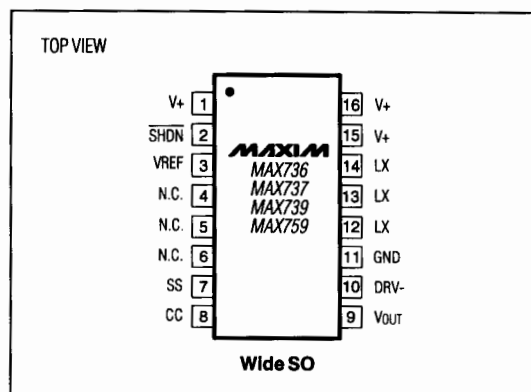 TOP VIEW
V+ 1 16 V+
SHDN 2 15 V+
VREF 3 MAXIM 14 LX
N.C. 4 MAX736 13 LX
N.C. 5 MAX737 12 LX
N.C. 6 MAX739 11 GND
SS 7 MAX759 10 DRV-
CC 8 9 VOUT
Wide SO